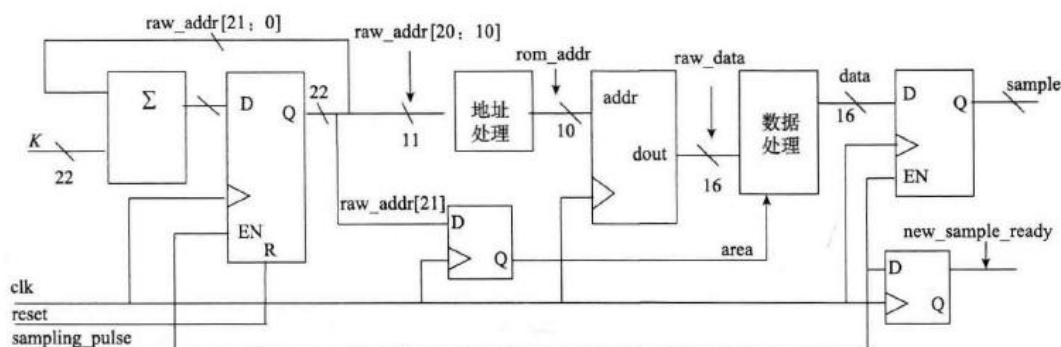 raw_addr[21；0]
raw_addr[20：10]
rom_addr
raw_data
Σ
D
Q
22
K
22
11
地址
处理
10
addr
dout
16
数据
处理
data
16
D
Q
sample
EN
raw_addr[21]
EN
R
D
Q
area
new_sample_ready
D
Q
clk
reset
sampling_pulse